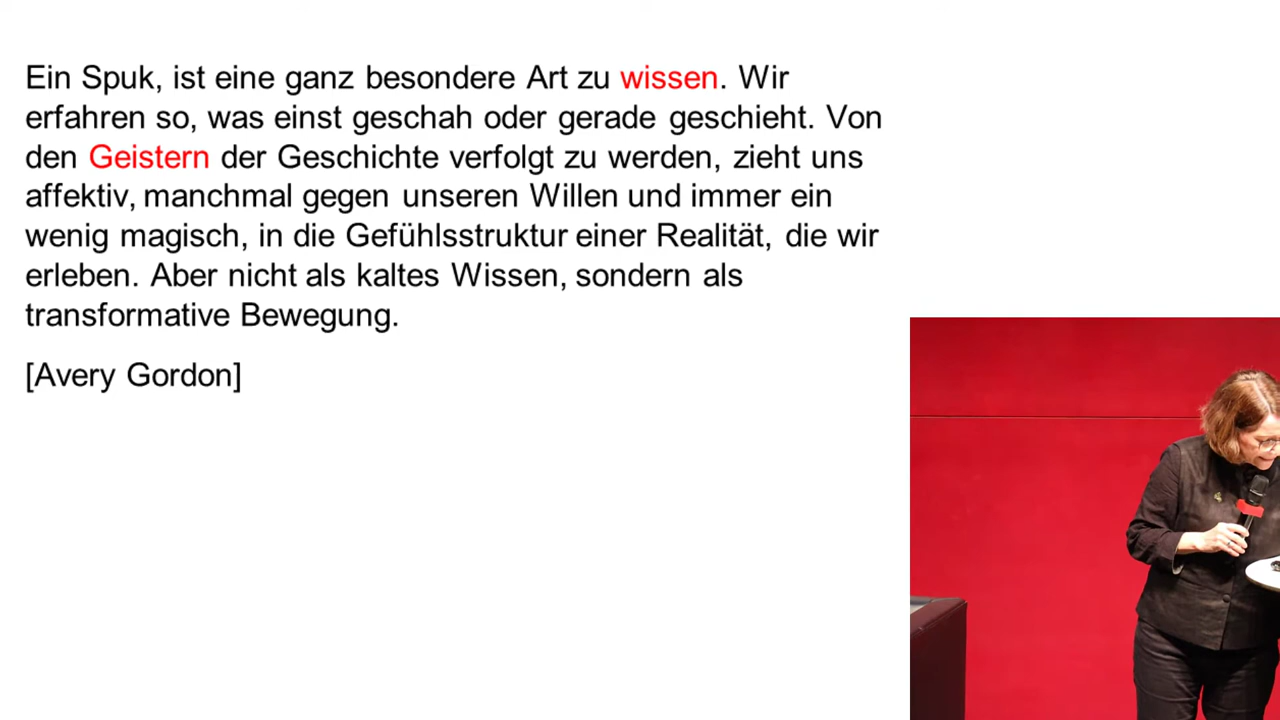 Ein Spuk, ist eine ganz besondere Art zu wissen. Wir
erfahren so, was einst geschah oder gerade geschieht. Von
den Geistern der Geschichte verfolgt zu werden, zieht uns
affektiv, manchmal gegen unseren Willen und immer ein
wenig magisch, in die Gefühlsstruktur einer Realität, die wir
erleben. Aber nicht als kaltes Wissen, sondern als
transformative Bewegung.
[Avery Gordon]